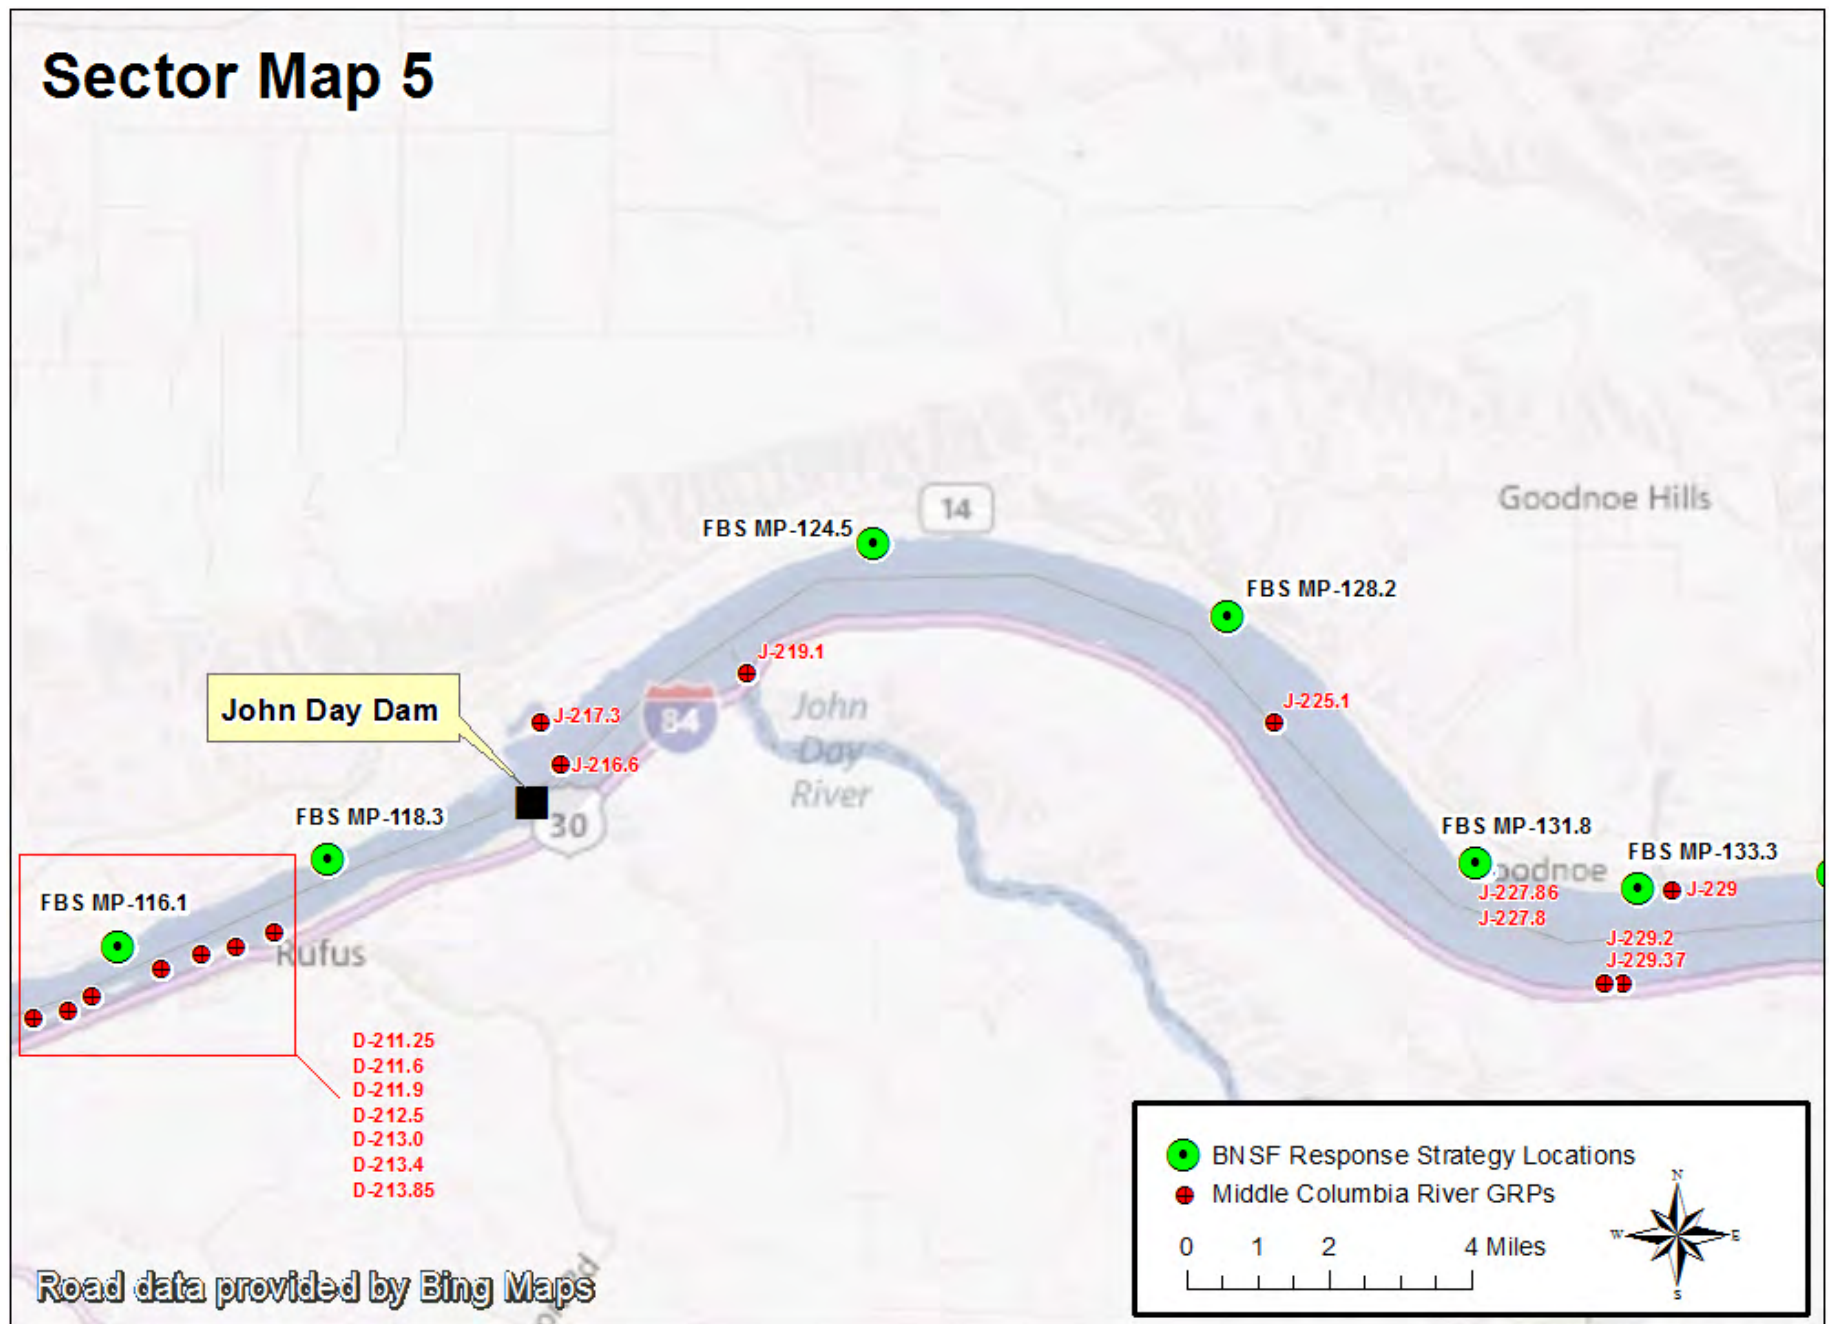 Sector Map 5
14
Goodnoe Hills
FBS MP-124.5
FBS MP-128.2
J-219.1
John Day Dam
84
John
Day
River
J-217.3
J-225.1
J-216.6
FBS MP-118.3
30
FBS MP-131.8
FBS MP-133.3
J-229
J-227.86
J-227.8
FBS MP-116.1
Rufus
J-229.2
J-229.37
D-211.25
D-211.6
D-211.9
D-212.5
D-213.0
D-213.4
D-213.85
BNSF Response Strategy Locations
Middle Columbia River GRPs
0 1 2 4 Miles
N
W E
S
Road data provided by Bing Maps